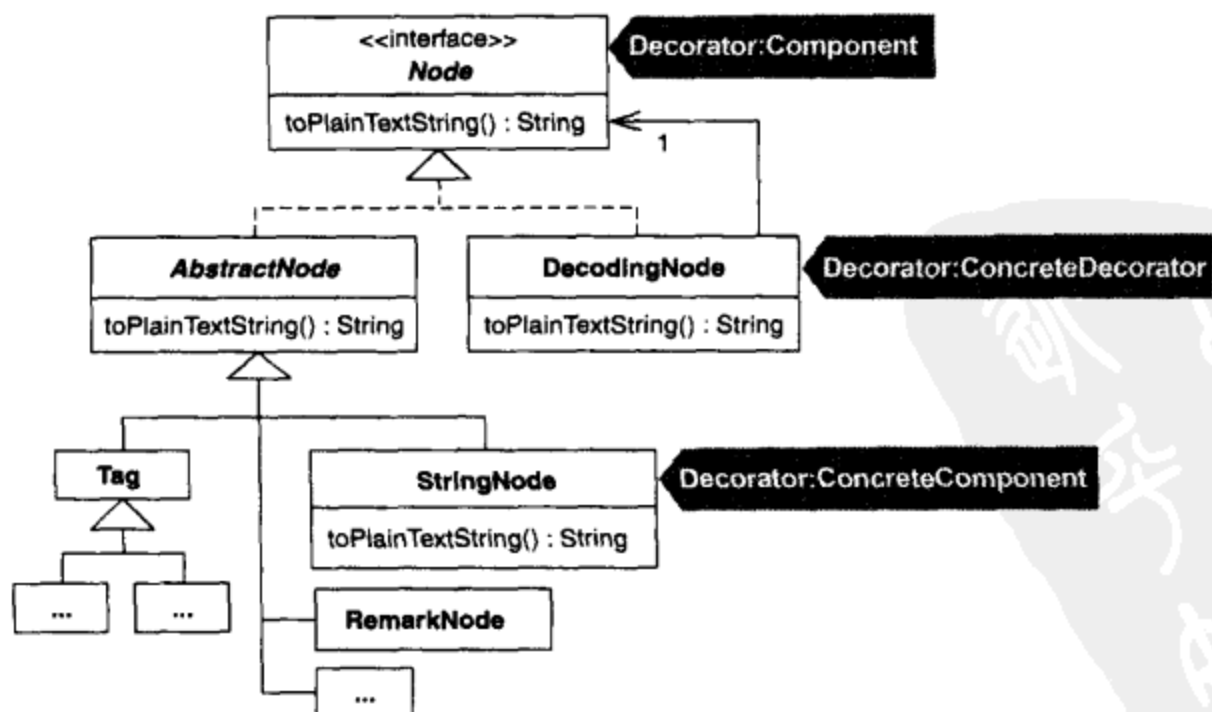 <<interface>>
Node
Decorator:Component
toPlainTextString() : String
1
AbstractNode
toPlainTextString() : String
DecodingNode
Decorator:ConcreteDecorator
toPlainTextString() : String
Tag
StringNode
Decorator:ConcreteComponent
toPlainTextString() : String
...
...
RemarkNode
...